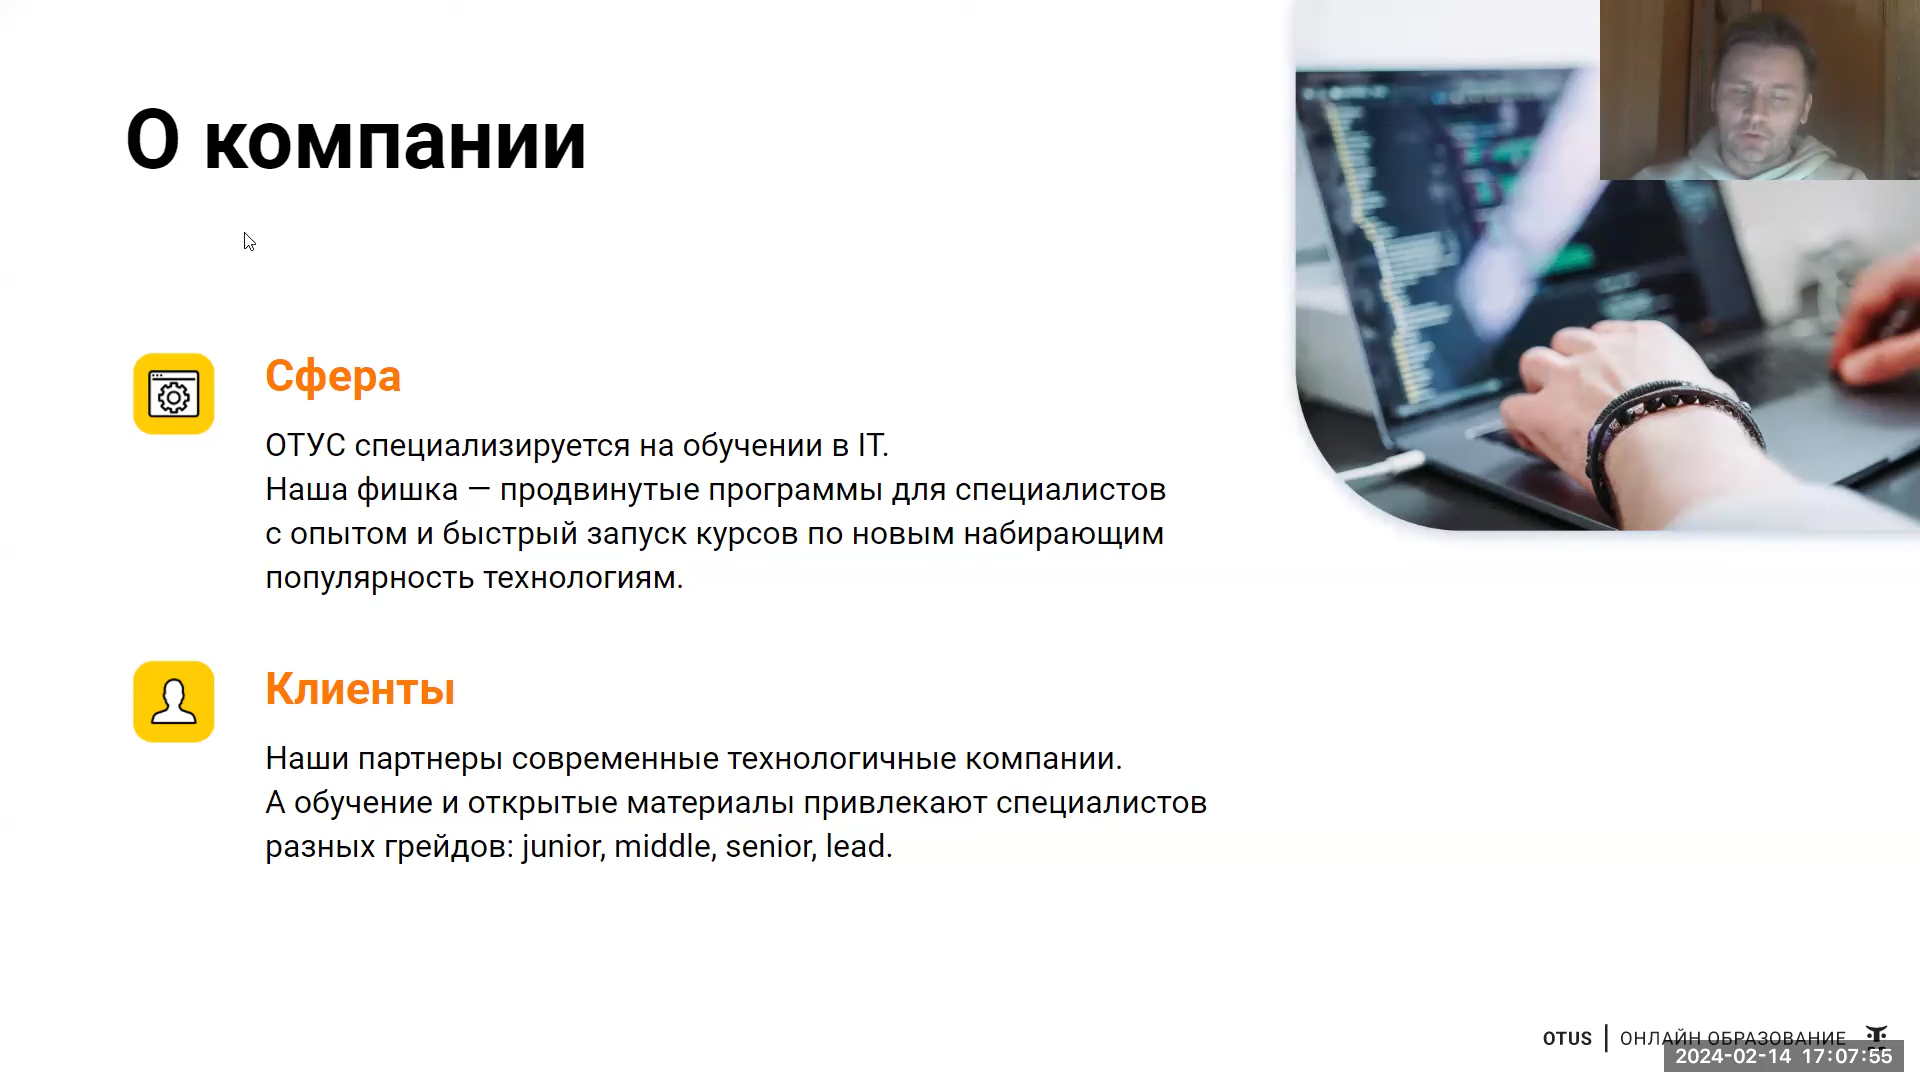 О компании
Сфера
ОТУС специализируется на обучении в IT.
Наша фишка — продвинутые программы для специалистов
с опытом и быстрый запуск курсов по новым набирающим
популярность технологиям.
Клиенты
Наши партнеры современные технологичные компании.
А обучение и открытые материалы привлекают специалистов
разных грейдов: junior, middle, senior, lead.
OTUS | ОНЛАЙН ОБРАЗОВАНИЕ
2024-02-14 17:07:55